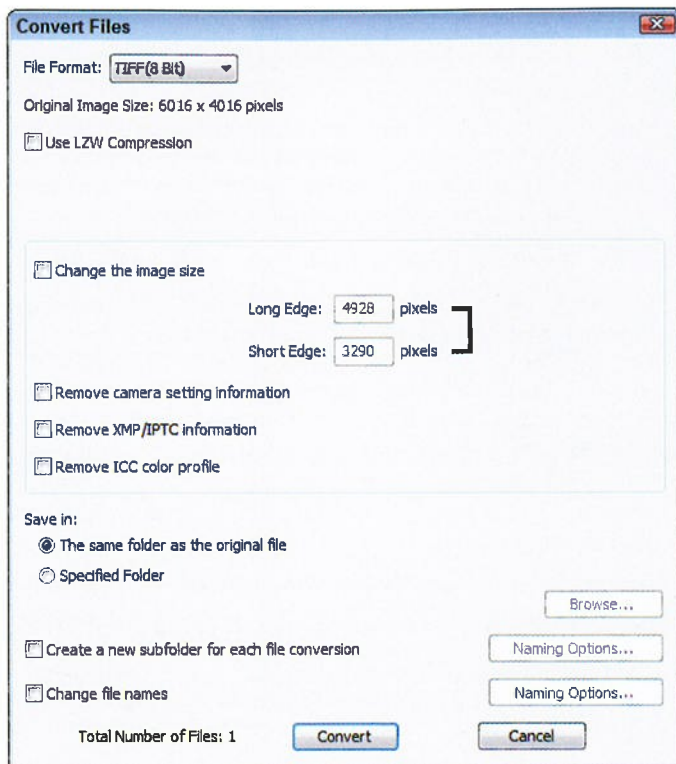 Convert Files
File Format: TIFF(8 Bit)
Original Image Size: 6016 x 4016 pixels
Use LZW Compression
Change the image size
Long Edge: 4928 pixels
Short Edge: 3290 pixels
Remove camera setting information
Remove XMP/IPTC information
Remove ICC color profile
Save in:
The same folder as the original file
Specified Folder
Browse...
Create a new subfolder for each file conversion Naming Options...
Change file names Naming Options...
Total Number of Files: 1 Convert Cancel